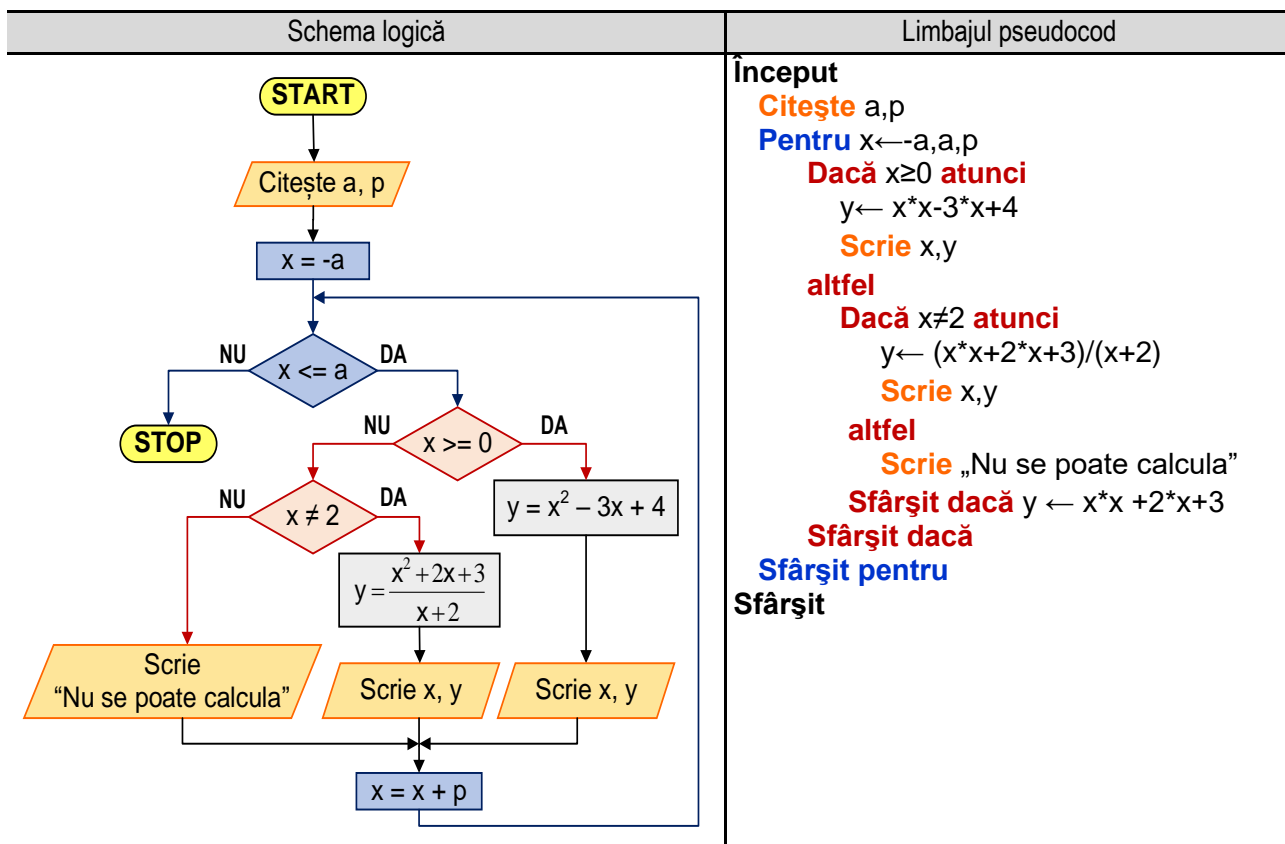 Schema logică
Limbajul pseudocod
START
Citește a, p
x = -a
x <= a
NU
DA
STOP
x >= 0
NU
DA
x ≠ 2
NU
DA
y = x² – 3x + 4
y = (x²+2x+3)/(x+2)
Scrie
“Nu se poate calcula”
Scrie x, y
Scrie x, y
x = x + p
Început
Citeşte a,p
Pentru x←-a,a,p
Dacă x≥0 atunci
y← x*x-3*x+4
Scrie x,y
altfel
Dacă x≠2 atunci
y← (x*x+2*x+3)/(x+2)
Scrie x,y
altfel
Scrie „Nu se poate calcula”
Sfârşit dacă y ← x*x +2*x+3
Sfârşit dacă
Sfârşit pentru
Sfârşit